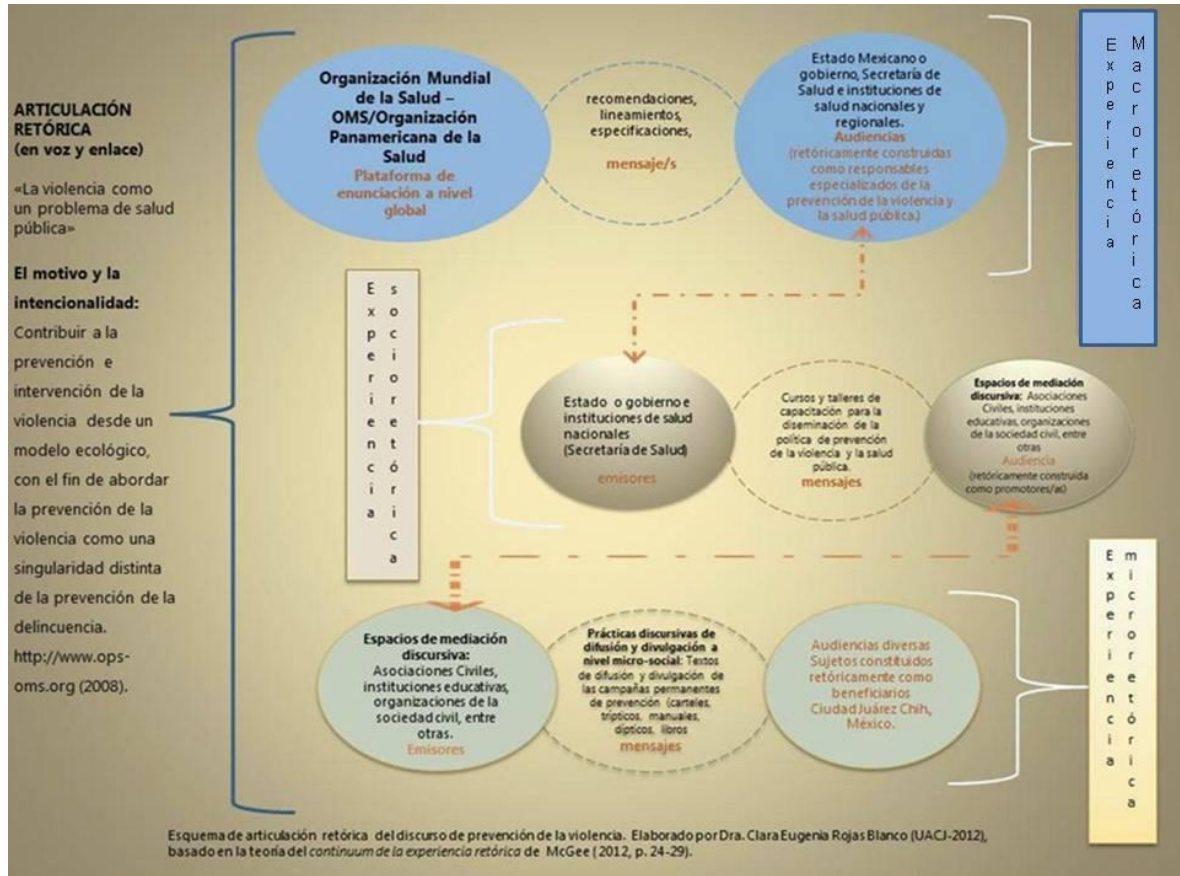 ARTICULACIÓN
RETÓRICA
(en voz y enlace)
«La violencia como
un problema de salud
pública»
El motivo y la
intencionalidad:
Contribuir a la
prevención e
intervención de la
violencia desde un
modelo ecológico,
con el fin de abordar
la prevención de la
violencia como una
singularidad distinta
de la prevención de la
delincuencia.
http://www.ops-
oms.org (2008).
Organización Mundial
de la Salud –
OMS/Organización
Panamericana de la
Salud
Plataforma de
enunciación a nivel
global
recomendaciones,
lineamientos,
especificaciones,
mensaje/s
Estado Mexicano o
gobierno, Secretaría de
Salud e instituciones de
salud nacionales y
regionales.
Audiencias
(retóricamente construidas
como responsables
especializados de la
prevención de la violencia y
la salud pública.)
Experiencia
Macroretórica
Experiencia
socioretórica
Estado o gobierno e
instituciones de salud
nacionales
(Secretaría de Salud)
emisores
Cursos y talleres de
capacitación para la
diseminación de la
política de prevención
de la violencia y la salud
pública.
mensajes
Espacios de mediación
discursiva: Asociaciones
Civiles, instituciones
educativas, organizaciones
de la sociedad civil, entre
otras
Audiencia
(retóricamente construida
como promotores/as)
Espacios de mediación
discursiva:
Asociaciones Civiles,
instituciones educativas,
organizaciones de la
sociedad civil, entre
otras.
Emisores
Prácticas discursivas de
difusión y divulgación a
nivel micro-social: Textos
de difusión y divulgación de
las campañas permanentes
de prevención (carteles,
trípticos, manuales,
dípticos, libros
mensajes
Audiencias diversas
Sujetos constituidos
retóricamente como
beneficiarios
Ciudad Juárez Chih,
México.
Experiencia
microrretórica
Esquema de articulación retórica del discurso de prevención de la violencia. Elaborado por Dra. Clara Eugenia Rojas Blanco (UACJ-2012),
basado en la teoría del continuum de la experiencia retórica de McGee ( 2012, p. 24-29).